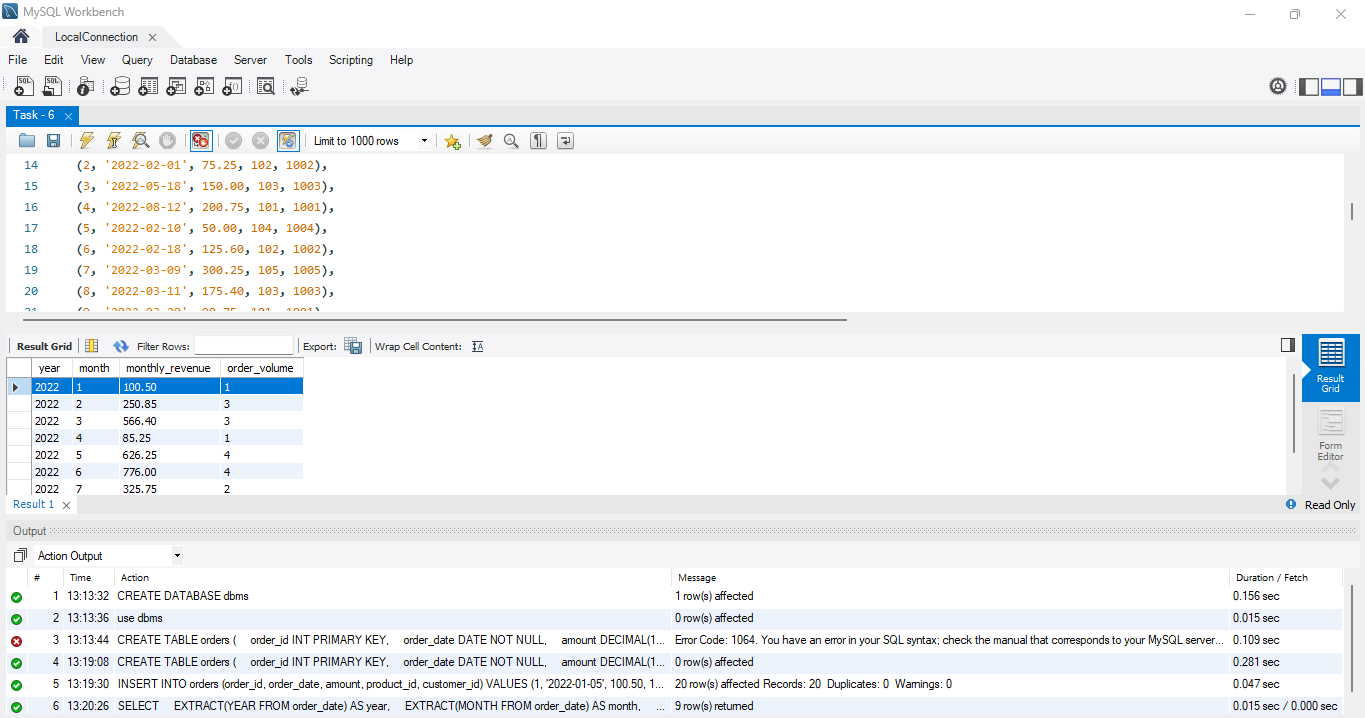 MySQL Workbench
LocalConnection
File Edit View Query Database Server Tools Scripting Help
Task - 6
Limit to 1000 rows
14 (2, '2022-02-01', 75.25, 102, 1002),
15 (3, '2022-05-18', 150.00, 103, 1003),
16 (4, '2022-08-12', 200.75, 101, 1001),
17 (5, '2022-02-10', 50.00, 104, 1004),
18 (6, '2022-02-18', 125.60, 102, 1002),
19 (7, '2022-03-09', 300.25, 105, 1005),
20 (8, '2022-03-11', 175.40, 103, 1003),
Result Grid Filter Rows: Export: Wrap Cell Content:
year month monthly_revenue order_volume
2022 1 100.50 1
2022 2 250.85 3
2022 3 566.40 3
2022 4 85.25 1
2022 5 626.25 4
2022 6 776.00 4
2022 7 325.75 2
Result Grid
Form Editor
Result 1 Read Only
Output
Action Output
# Time Action Message Duration / Fetch
1 13:13:32 CREATE DATABASE dbms 1 row(s) affected 0.156 sec
2 13:13:36 use dbms 0 row(s) affected 0.015 sec
3 13:13:44 CREATE TABLE orders ( order_id INT PRIMARY KEY, order_date DATE NOT NULL, amount DECIMAL(1... Error Code: 1064. You have an error in your SQL syntax; check the manual that corresponds to your MySQL server... 0.109 sec
4 13:19:08 CREATE TABLE orders ( order_id INT PRIMARY KEY, order_date DATE NOT NULL, amount DECIMAL(1... 0 row(s) affected 0.281 sec
5 13:19:30 INSERT INTO orders (order_id, order_date, amount, product_id, customer_id) VALUES (1, '2022-01-05', 100.50, 1... 20 row(s) affected Records: 20 Duplicates: 0 Warnings: 0 0.047 sec
6 13:20:26 SELECT EXTRACT(YEAR FROM order_date) AS year, EXTRACT(MONTH FROM order_date) AS month, ... 9 row(s) returned 0.015 sec / 0.000 sec